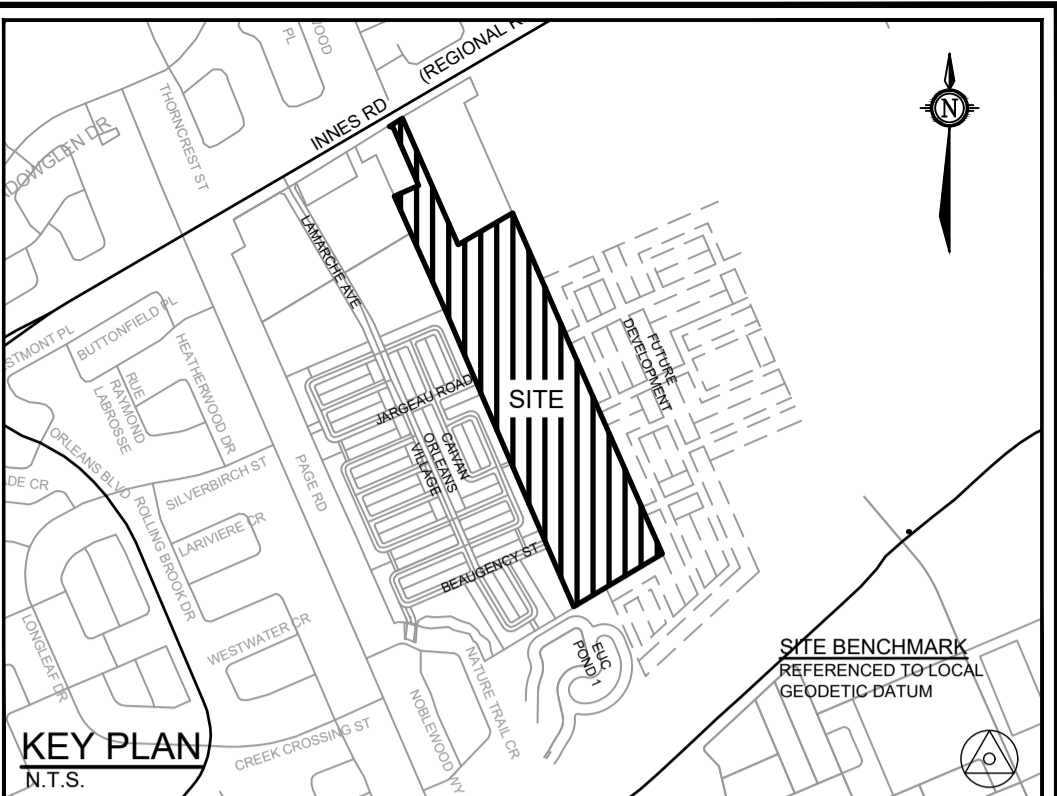 PL
WOOD
(REGIONAL R
INNES RD
N
THORNCREST ST
ADOWGLEN DR
LAMARCHE AVE
STMONT PL
BUTTONFIELD PL
HEATHERWOOD DR
RUE
RAYMOND
LABROSSE
FUTURE
DEVELOPMENT
JARGEAU ROAD
SITE
CAIVAN
ORLEANS
VILLAGE
ORLEANS BLVD
SILVERBIRCH ST
PAGE RD
ADE CR
ROLLING BROOK DR
LARIVIERE CR
BEAUGENCY ST
LONGLEAF DR
WESTWATER CR
NATURE TRAIL CR
EUC
POND 1
NOBLEWOOD WY
CREEK CROSSING ST
SITE BENCHMARK
REFERENCED TO LOCAL
GEODETIC DATUM
KEY PLAN
N.T.S.